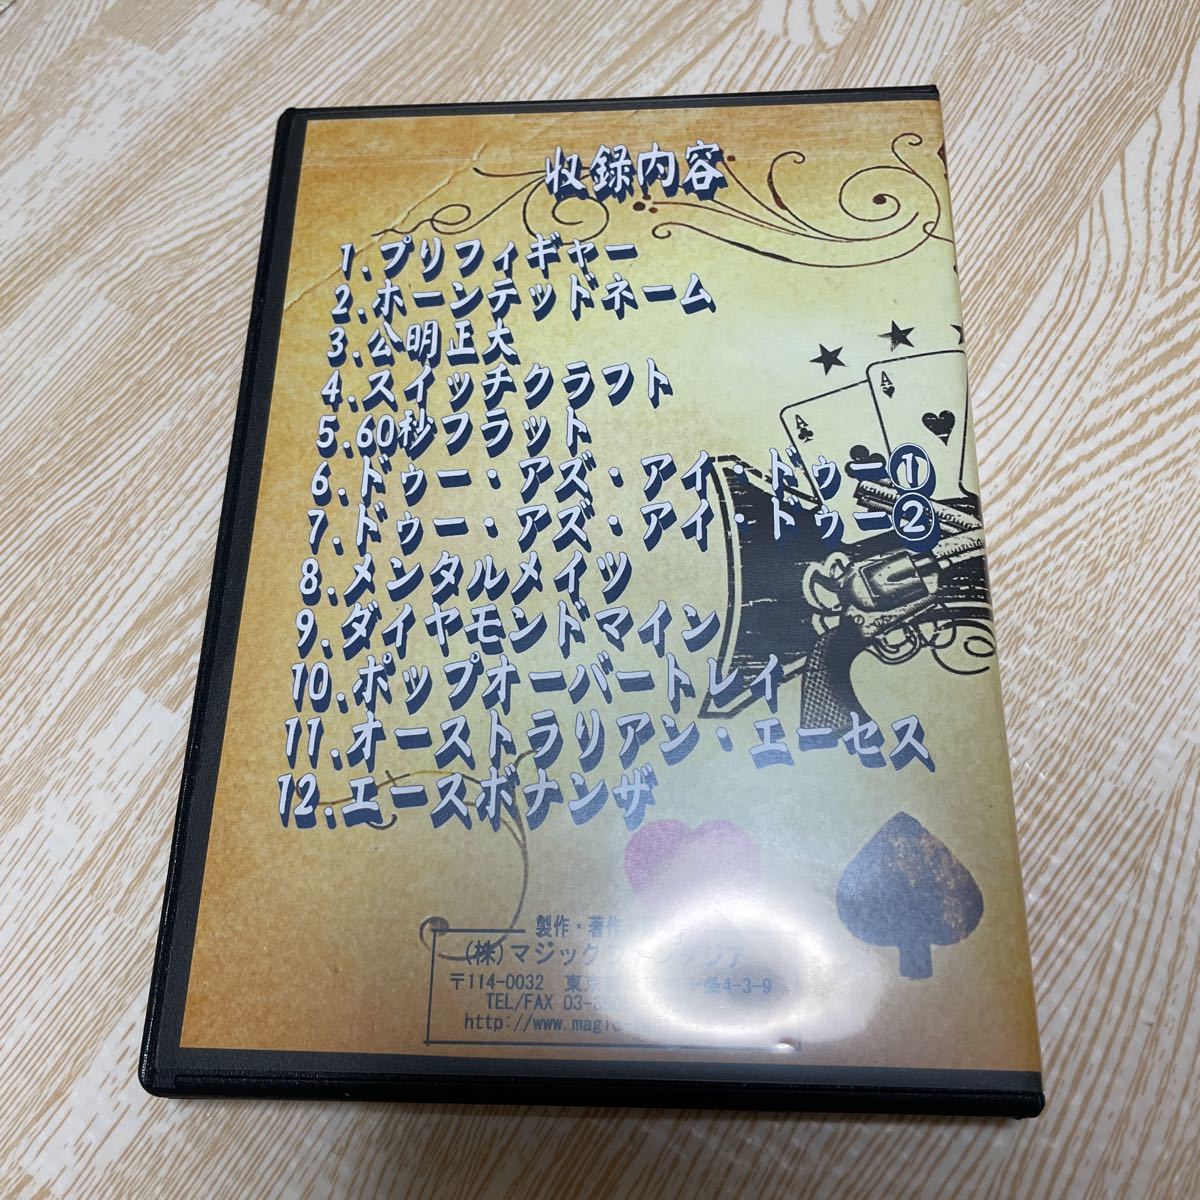 収録内容
1.プリフィギャー
2.ホーンテッドネーム
3.公明正大
4.スイッチクラフト
5.60秒フラット
6.ドゥー・アズ・アイ・ドゥー①
7.ドゥー・アズ・アイ・ドゥー②
8.メンタルメイツ
9.ダイヤモンドマイン
10.ポップオーバートレイ
11.オーストラリアン・エーセス
12.エースボナンザ
A
A
製作・著作
(株)マジック
〒114-0032 4-3-9
TEL/FAX